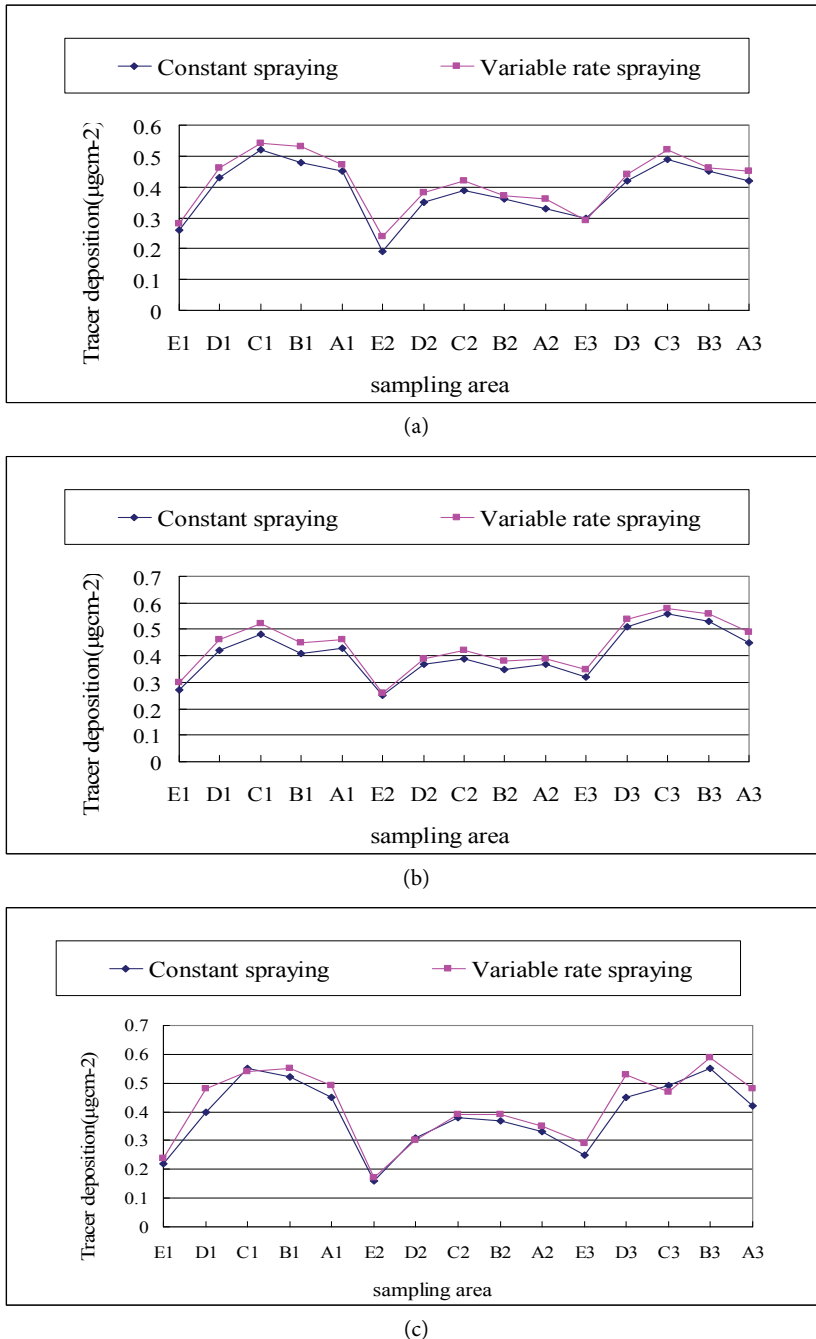 Constant spraying Variable rate spraying
0.6
0.5
0.4
0.3
0.2
0.1
0
Tracer deposition(μgcm-2)
E1 D1 C1 B1 A1 E2 D2 C2 B2 A2 E3 D3 C3 B3 A3
sampling area
(a)
Constant spraying Variable rate spraying
0.7
0.6
0.5
0.4
0.3
0.2
0.1
0
Tracer deposition(μgcm-2)
E1 D1 C1 B1 A1 E2 D2 C2 B2 A2 E3 D3 C3 B3 A3
sampling area
(b)
Constant spraying Variable rate spraying
0.7
0.6
0.5
0.4
0.3
0.2
0.1
0
Tracer deposition(μgcm-2)
E1 D1 C1 B1 A1 E2 D2 C2 B2 A2 E3 D3 C3 B3 A3
sampling area
(c)